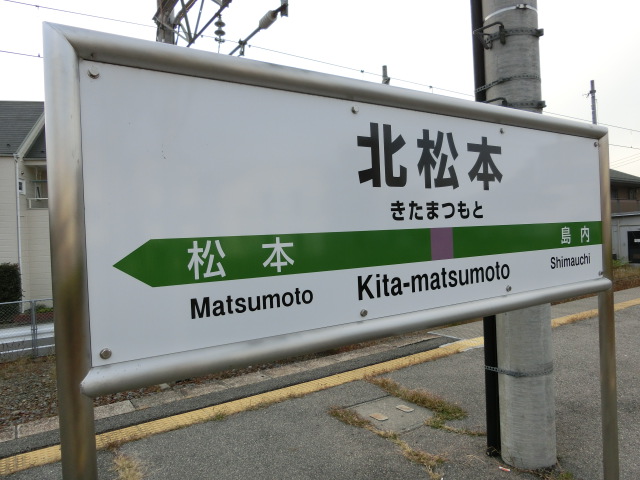 北松本
きたまつもと
松本
島内
Matsumoto
Kita-matsumoto
Shimauchi